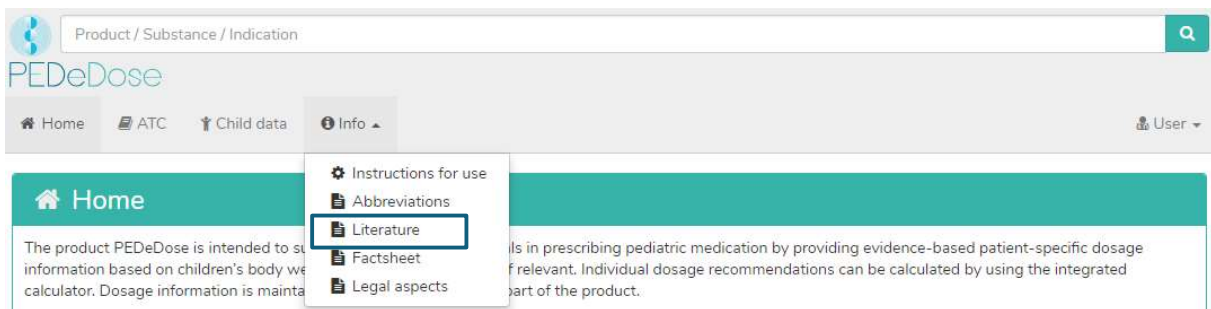 Product / Substance / Indication
PEDeDose
Home ATC Child data Info User
Instructions for use
Abbreviations
Literature
Factsheet
Legal aspects
Home
The product PEDeDose is intended to su ls in prescribing pediatric medication by providing evidence-based patient-specific dosage
information based on children's body we f relevant. Individual dosage recommendations can be calculated by using the integrated
calculator. Dosage information is mainta part of the product.